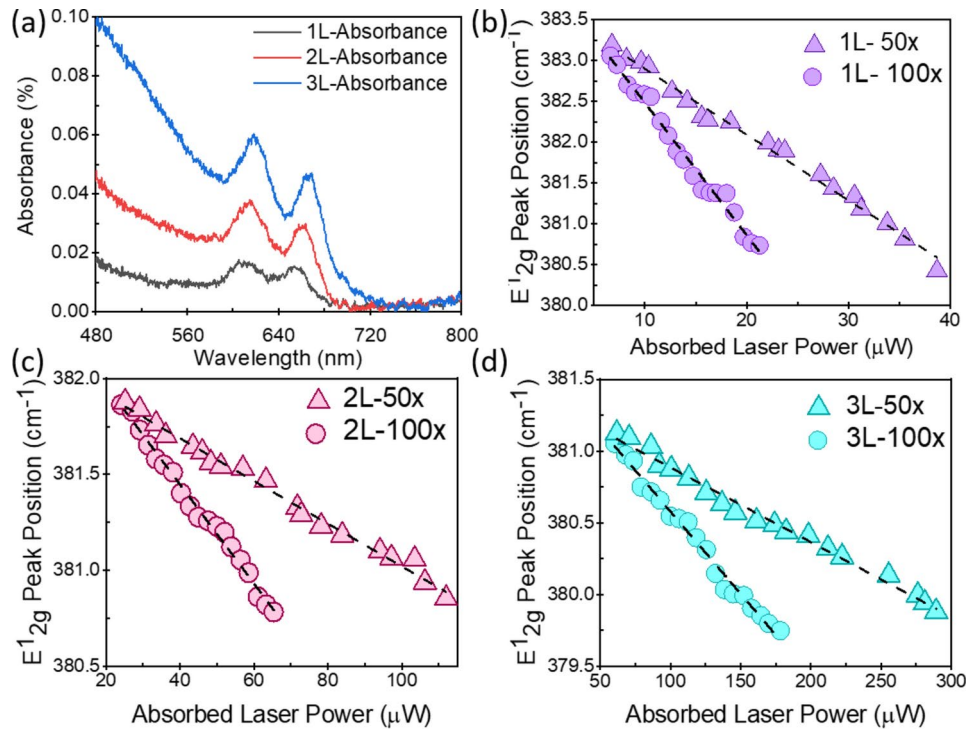 (a)
0.10
0.08
0.06
0.04
0.02
0.00
Absorbance (%)
1L-Absorbance
2L-Absorbance
3L-Absorbance
480 560 640 720 800
Wavelength (nm)
(b)
383.5
383.0
382.5
382.0
381.5
381.0
380.5
380.0
E¹2g Peak Position (cm⁻¹)
1L- 50x
1L- 100x
10 20 30 40
Absorbed Laser Power (μW)
(c)
382.0
381.5
381.0
380.5
E¹2g Peak Position (cm⁻¹)
2L-50x
2L-100x
20 40 60 80 100
Absorbed Laser Power (μW)
(d)
381.5
381.0
380.5
380.0
379.5
E¹2g Peak Position (cm⁻¹)
3L-50x
3L-100x
50 100 150 200 250 300
Absorbed Laser Power (μW)